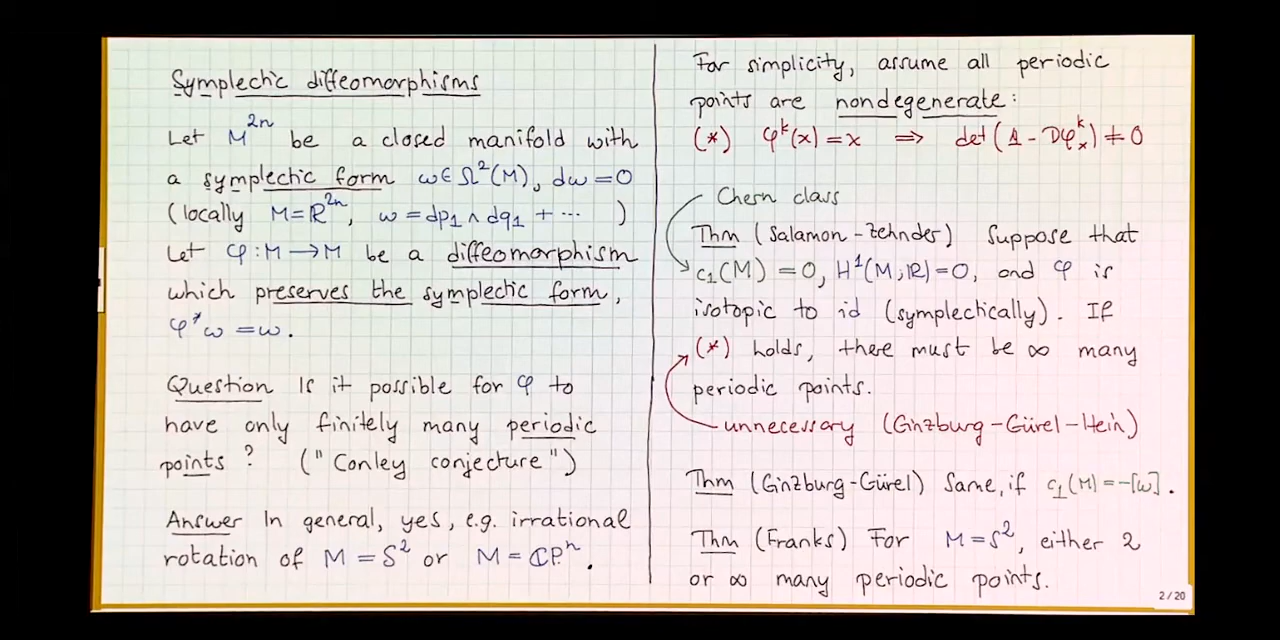 Symplectic diffeomorphisms
Let M²ⁿ be a closed manifold with
a symplectic form ω ∈ Ω²(M), dω = 0
(locally M = ℝ²ⁿ, ω = dp₁ ∧ dq₁ + ⋯ )
Let φ : M → M be a diffeomorphism
which preserves the symplectic form,
φ*ω = ω.
Question Is it possible for φ to
have only finitely many periodic
points? ("Conley conjecture")
Answer In general, yes, e.g. irrational
rotation of M = S² or M = ℂPⁿ.
For simplicity, assume all periodic
points are nondegenerate:
(*) φᵏ(x) = x ⟹ det(𝟙 - Dφᵏₓ) ≠ 0
Chern class
Thm (Salamon-Zehnder) Suppose that
c₁(M) = 0, H¹(M;ℝ) = 0, and φ is
isotopic to id (symplectically). If
(*) holds, there must be ∞ many
periodic points.
unnecessary (Ginzburg-Gürel-Hein)
Thm (Ginzburg-Gürel) Same, if c₁(M) = -[ω].
Thm (Franks) For M = S², either 2
or ∞ many periodic points.
2/20